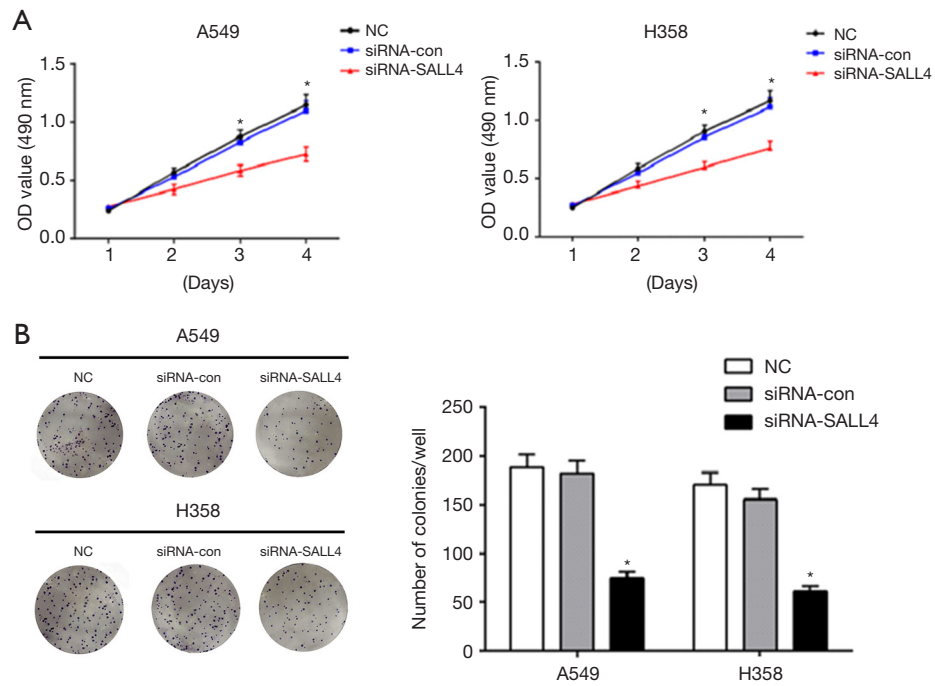 A
A549
NC
siRNA-con
siRNA-SALL4
OD value (490 nm)
1.5
1.0
0.5
0.0
*
*
1 2 3 4
(Days)
H358
NC
siRNA-con
siRNA-SALL4
OD value (490 nm)
1.5
1.0
0.5
0.0
*
*
1 2 3 4
(Days)
B
A549
NC siRNA-con siRNA-SALL4
H358
NC siRNA-con siRNA-SALL4
NC
siRNA-con
siRNA-SALL4
Number of colonies/well
250
200
150
100
50
0
*
*
A549 H358